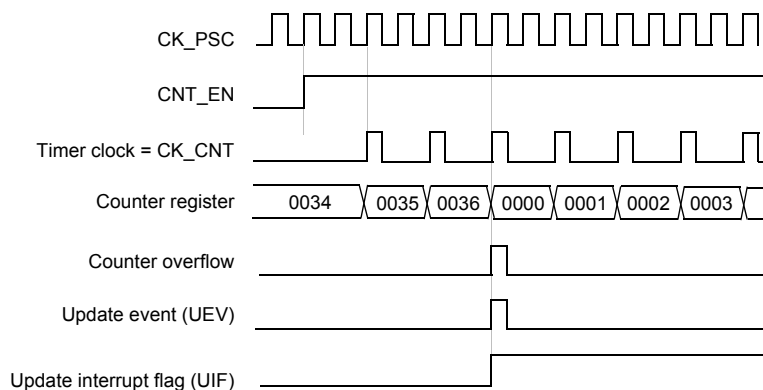 CK_PSC
CNT_EN
Timer clock = CK_CNT
Counter register 0034 0035 0036 0000 0001 0002 0003
Counter overflow
Update event (UEV)
Update interrupt flag (UIF)